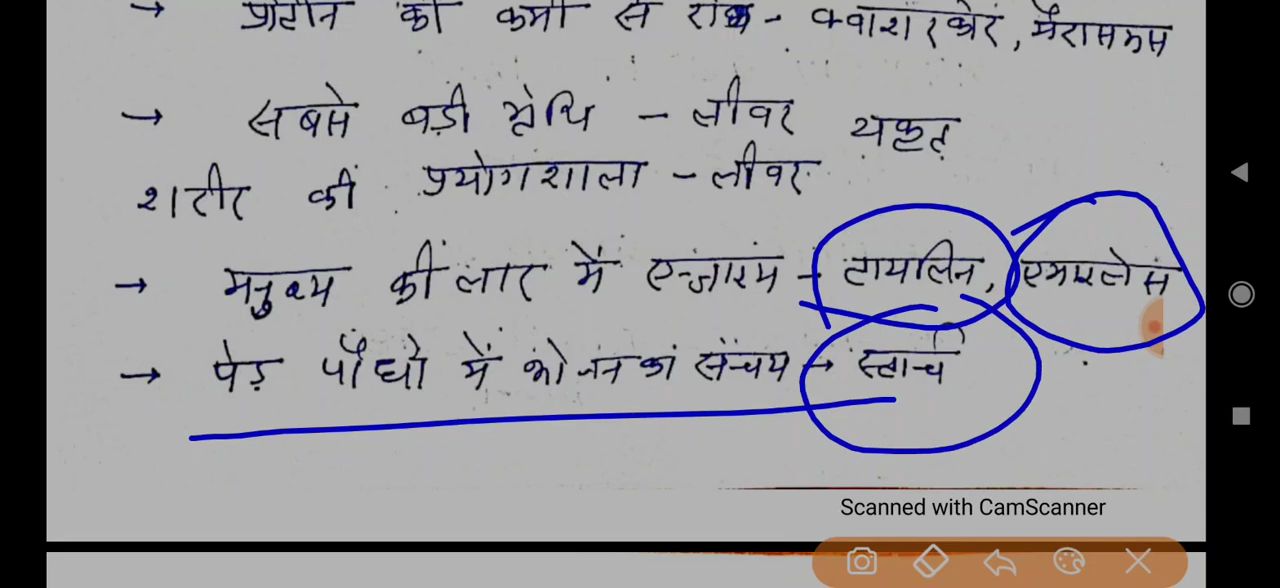 → प्रोटीन की कमी से रोग - क्वाशरकोर, मैरासमस
→ सबसे बड़ी ग्रंथि - लीवर यकृत
शरीर की प्रयोगशाला - लीवर
→ मनुष्य की लार में एन्जाइम - टायलिन, एमाइलेस
→ पेड़ पौधो में भोजन का संचय → स्टार्च
Scanned with CamScanner